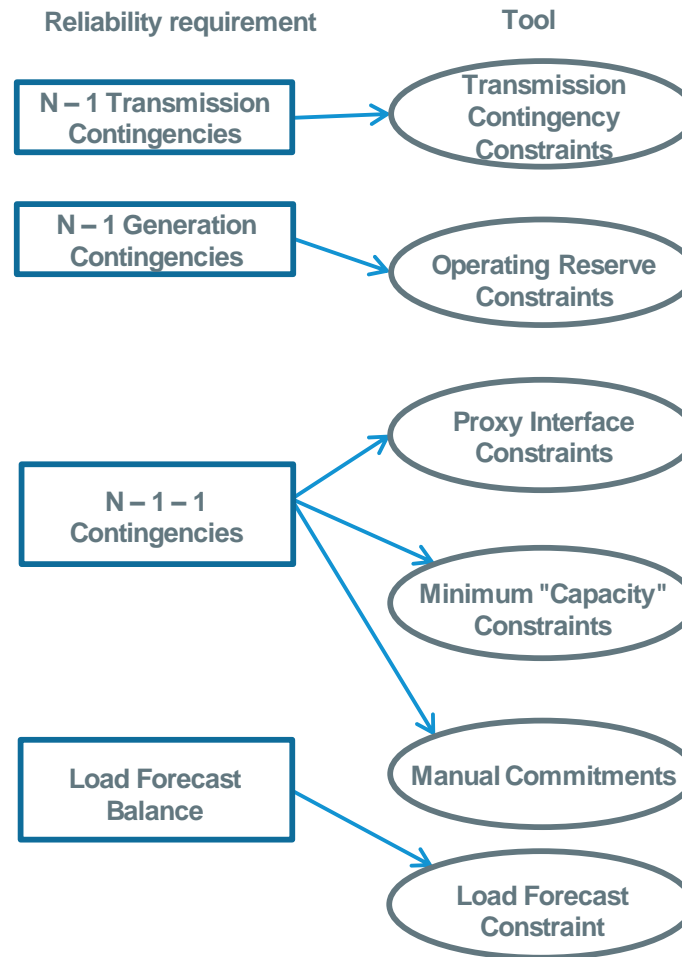 Reliability requirement
Tool
N – 1 Transmission
Contingencies
Transmission
Contingency
Constraints
N – 1 Generation
Contingencies
Operating Reserve
Constraints
Proxy Interface
Constraints
N – 1 – 1
Contingencies
Minimum "Capacity"
Constraints
Manual Commitments
Load Forecast
Balance
Load Forecast
Constraint